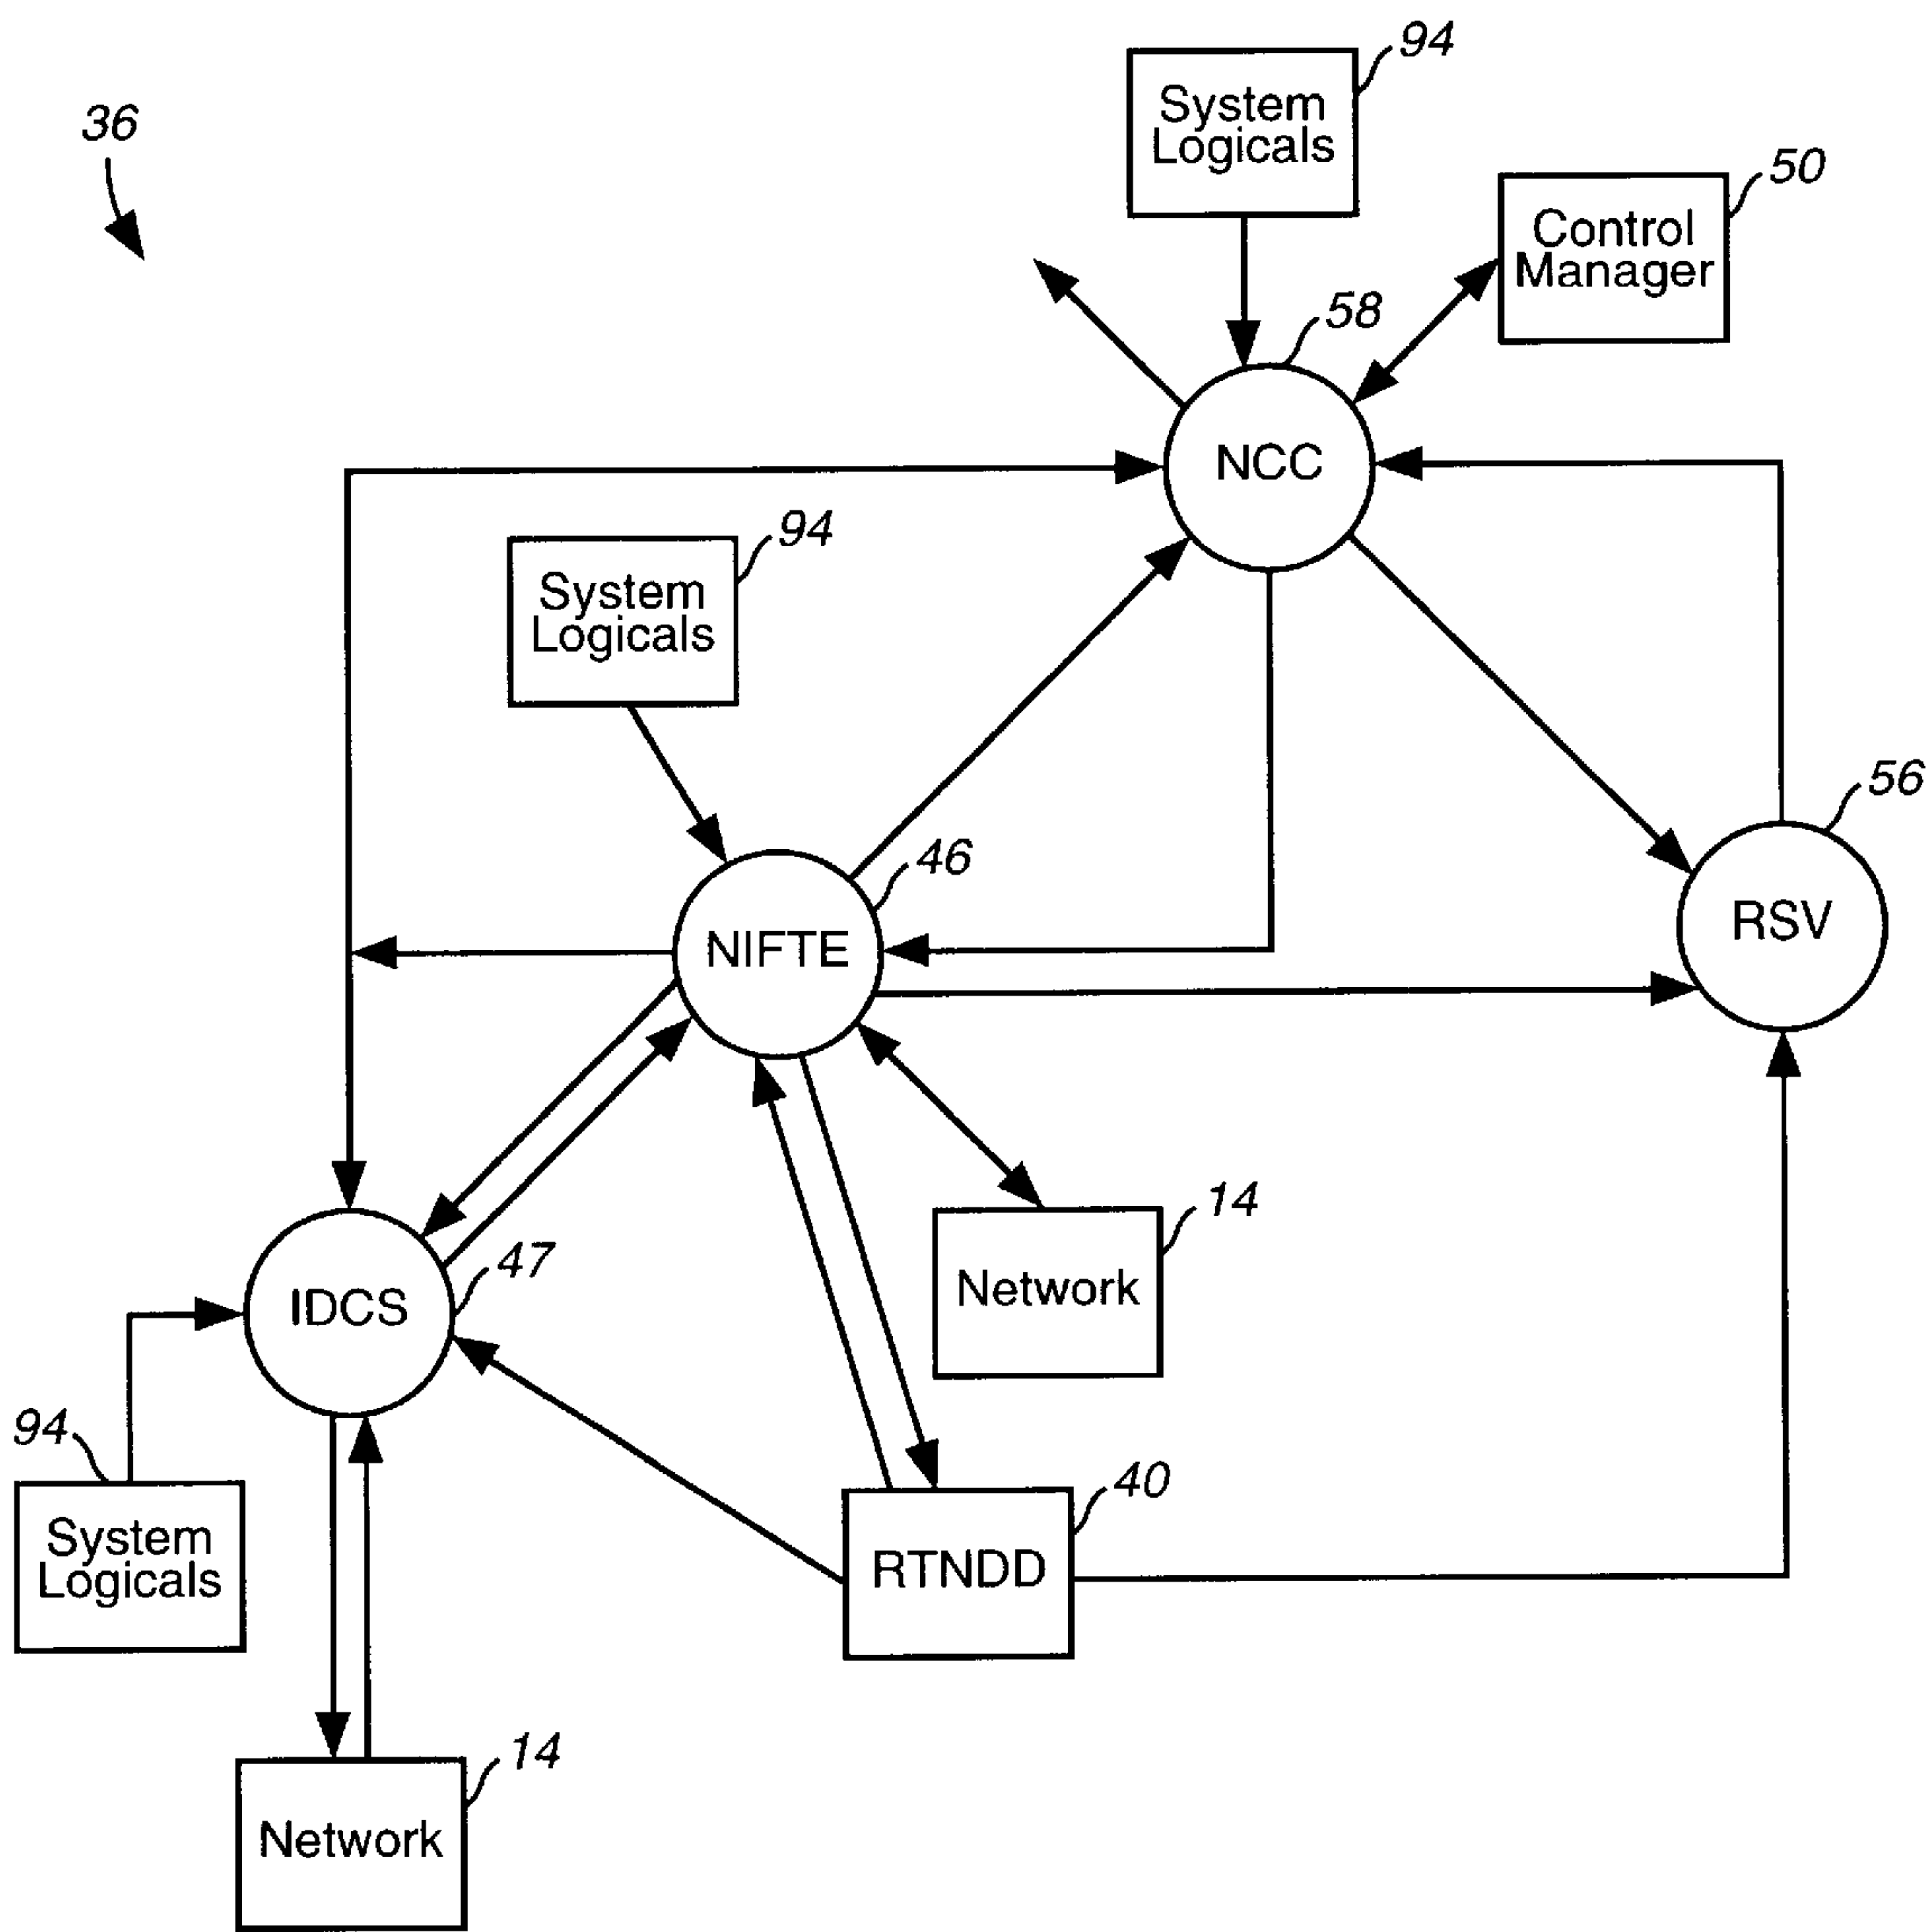 94
System
Logicals
36
50
Control
Manager
58
NCC
94
System
Logicals
56
46
RSV
NIFTE
14
47
Network
IDCS
94
40
System
Logicals
RTNDD
14
Network